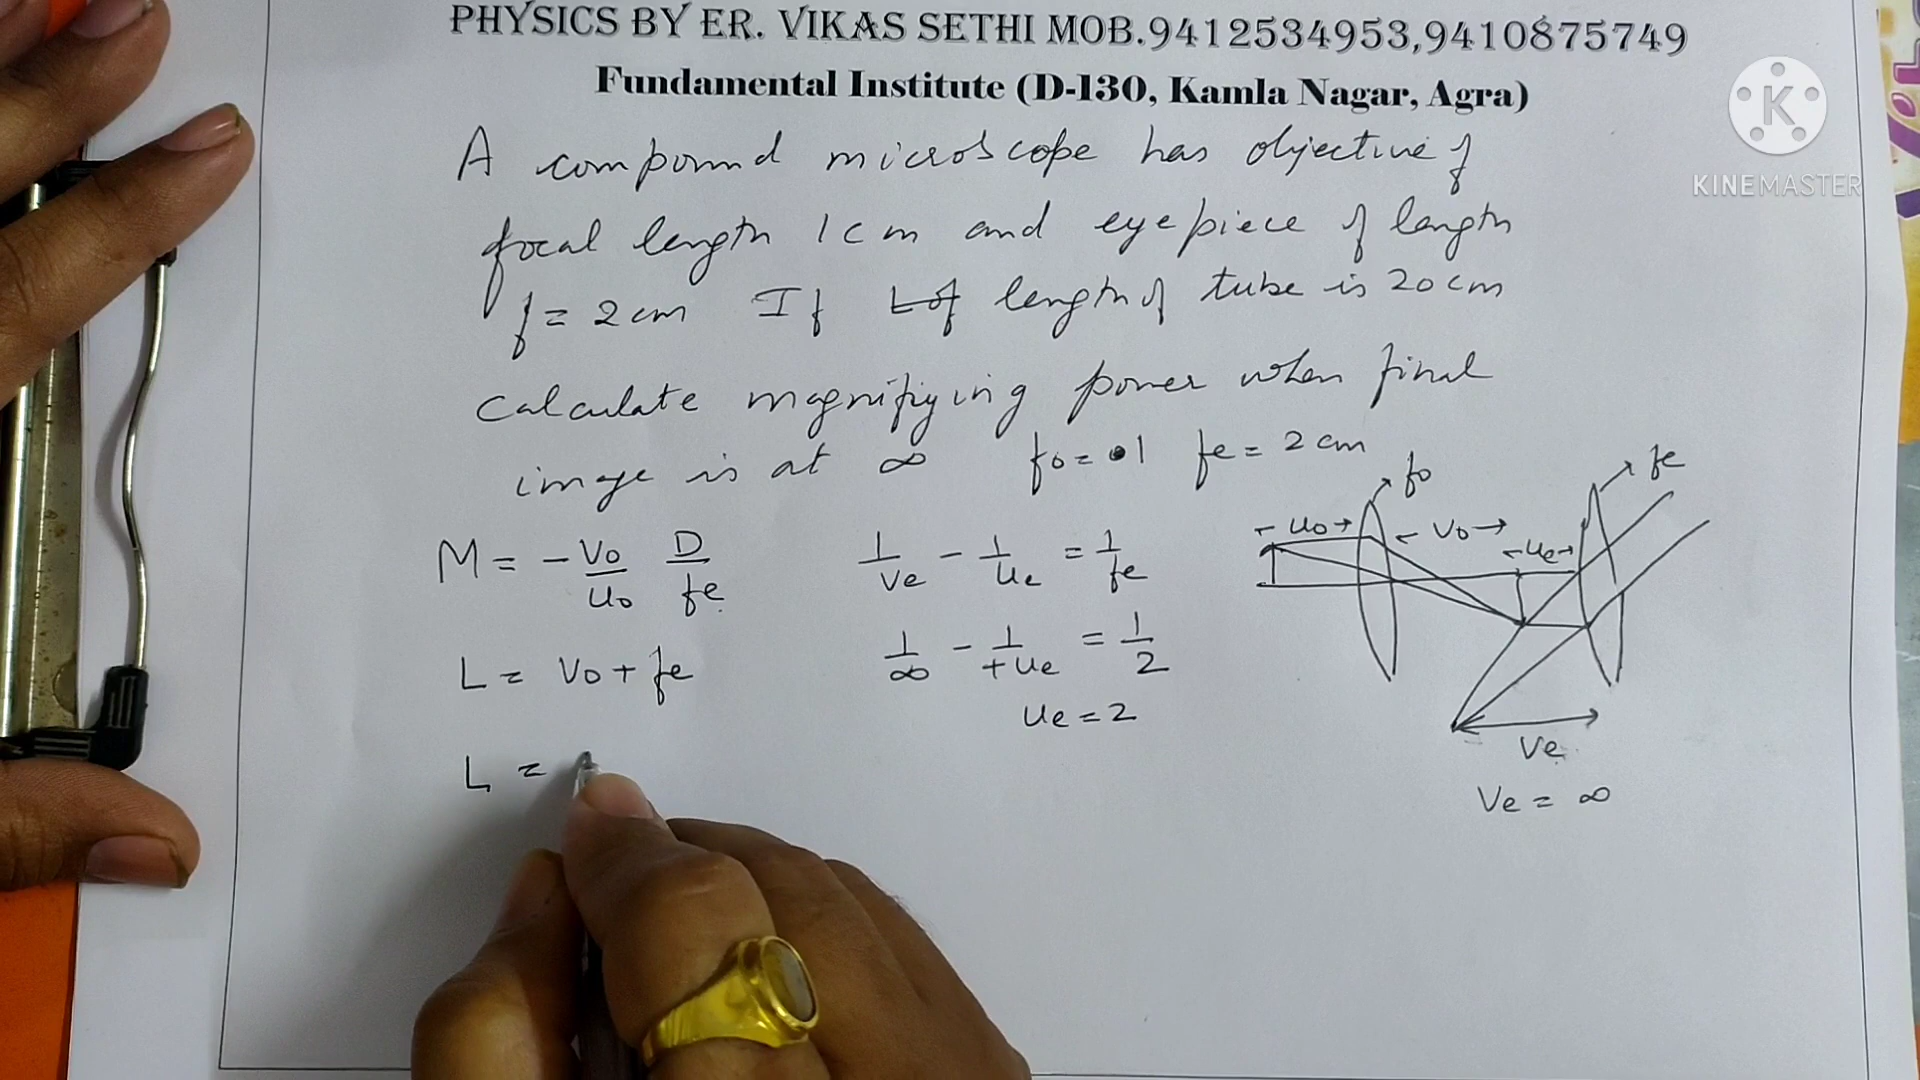 PHYSICS BY ER. VIKAS SETHI MOB.9412534953,9410875749
Fundamental Institute (D-130, Kamla Nagar, Agra)
K
KINEMASTER
A compound microscope has objective of
focal length 1cm and eyepiece of length
f = 2cm If L of length of tube is 20cm
calculate magnifying power when final
image is at ∞ fo = 1 fe = 2cm
M = - Vo/uo D/fe
1/Ve - 1/ue = 1/fe
L = Vo + fe
1/∞ - 1/+ue = 1/2
ue = 2
L =
fo
fe
uo
Vo
ue
Ve
Ve = ∞